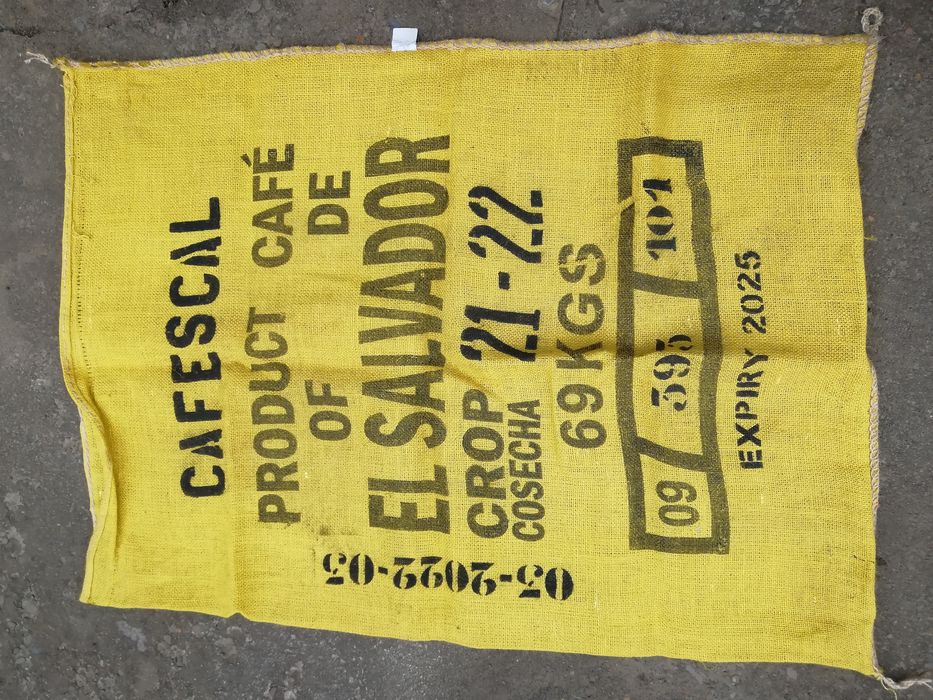 CAFESCAL
PRODUCT CAFÉ
OF DE
EL SALVADOR
CROP 21-22
COSECHA
69 KGS
09/595/101
EXPIRY 2025
05-2022-05